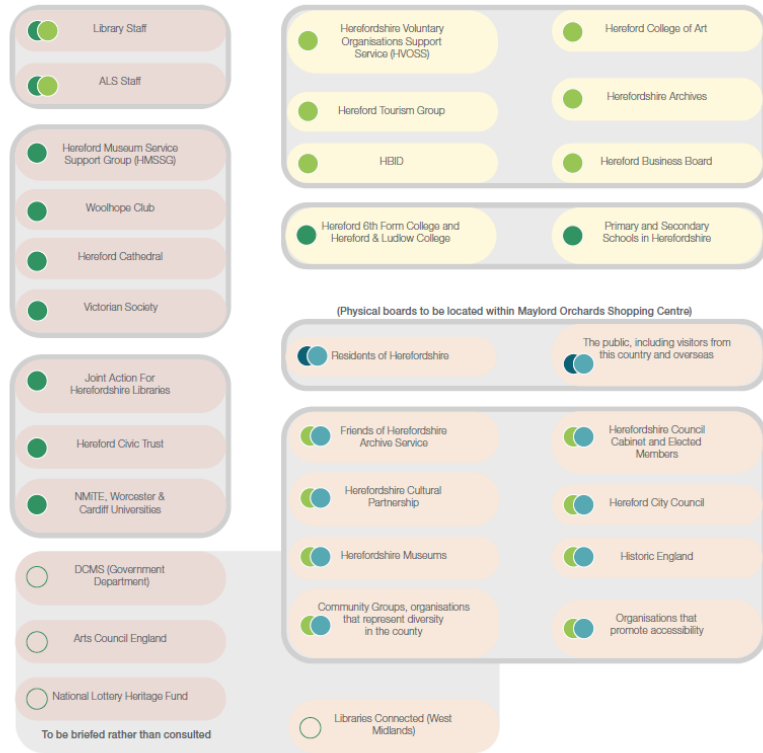 Library Staff
ALS Staff
Hereford Museum Service
Support Group (HMSSG)
Woolhope Club
Hereford Cathedral
Victorian Society
Joint Action For
Herefordshire Libraries
Hereford Civic Trust
NMiTE, Worcester &
Cardiff Universities
DCMS (Government
Department)
Arts Council England
National Lottery Heritage Fund
To be briefed rather than consulted
Herefordshire Voluntary
Organisations Support
Service (HVOSS)
Hereford College of Art
Hereford Tourism Group
Herefordshire Archives
HBID
Hereford Business Board
Hereford 6th Form College and
Hereford & Ludlow College
Primary and Secondary
Schools in Herefordshire
(Physical boards to be located within Maylord Orchards Shopping Centre)
Residents of Herefordshire
The public, including visitors from
this country and overseas
Friends of Herefordshire
Archive Service
Herefordshire Council
Cabinet and Elected
Members
Herefordshire Cultural
Partnership
Hereford City Council
Herefordshire Museums
Historic England
Community Groups, organisations
that represent diversity
in the county
Organisations that
promote accessibility
Libraries Connected (West
Midlands)